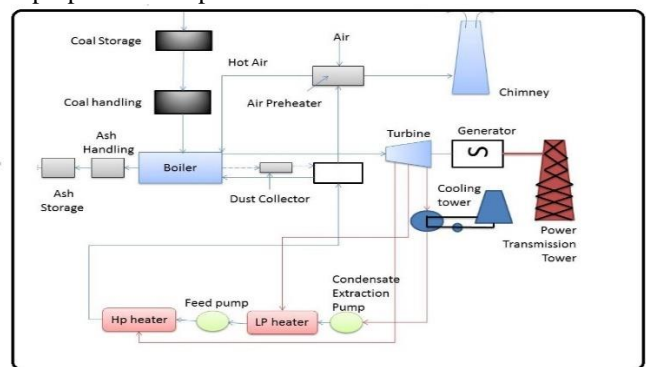 Coal Storage
Air
Hot Air
Coal handling
Air Preheater
Chimney
Ash
Handling
Turbine
Generator
Boiler
Ash
Storage
Dust Collector
Cooling
tower
Power
Transmission
Tower
Condensate
Extraction
Pump
Feed pump
Hp heater
LP heater